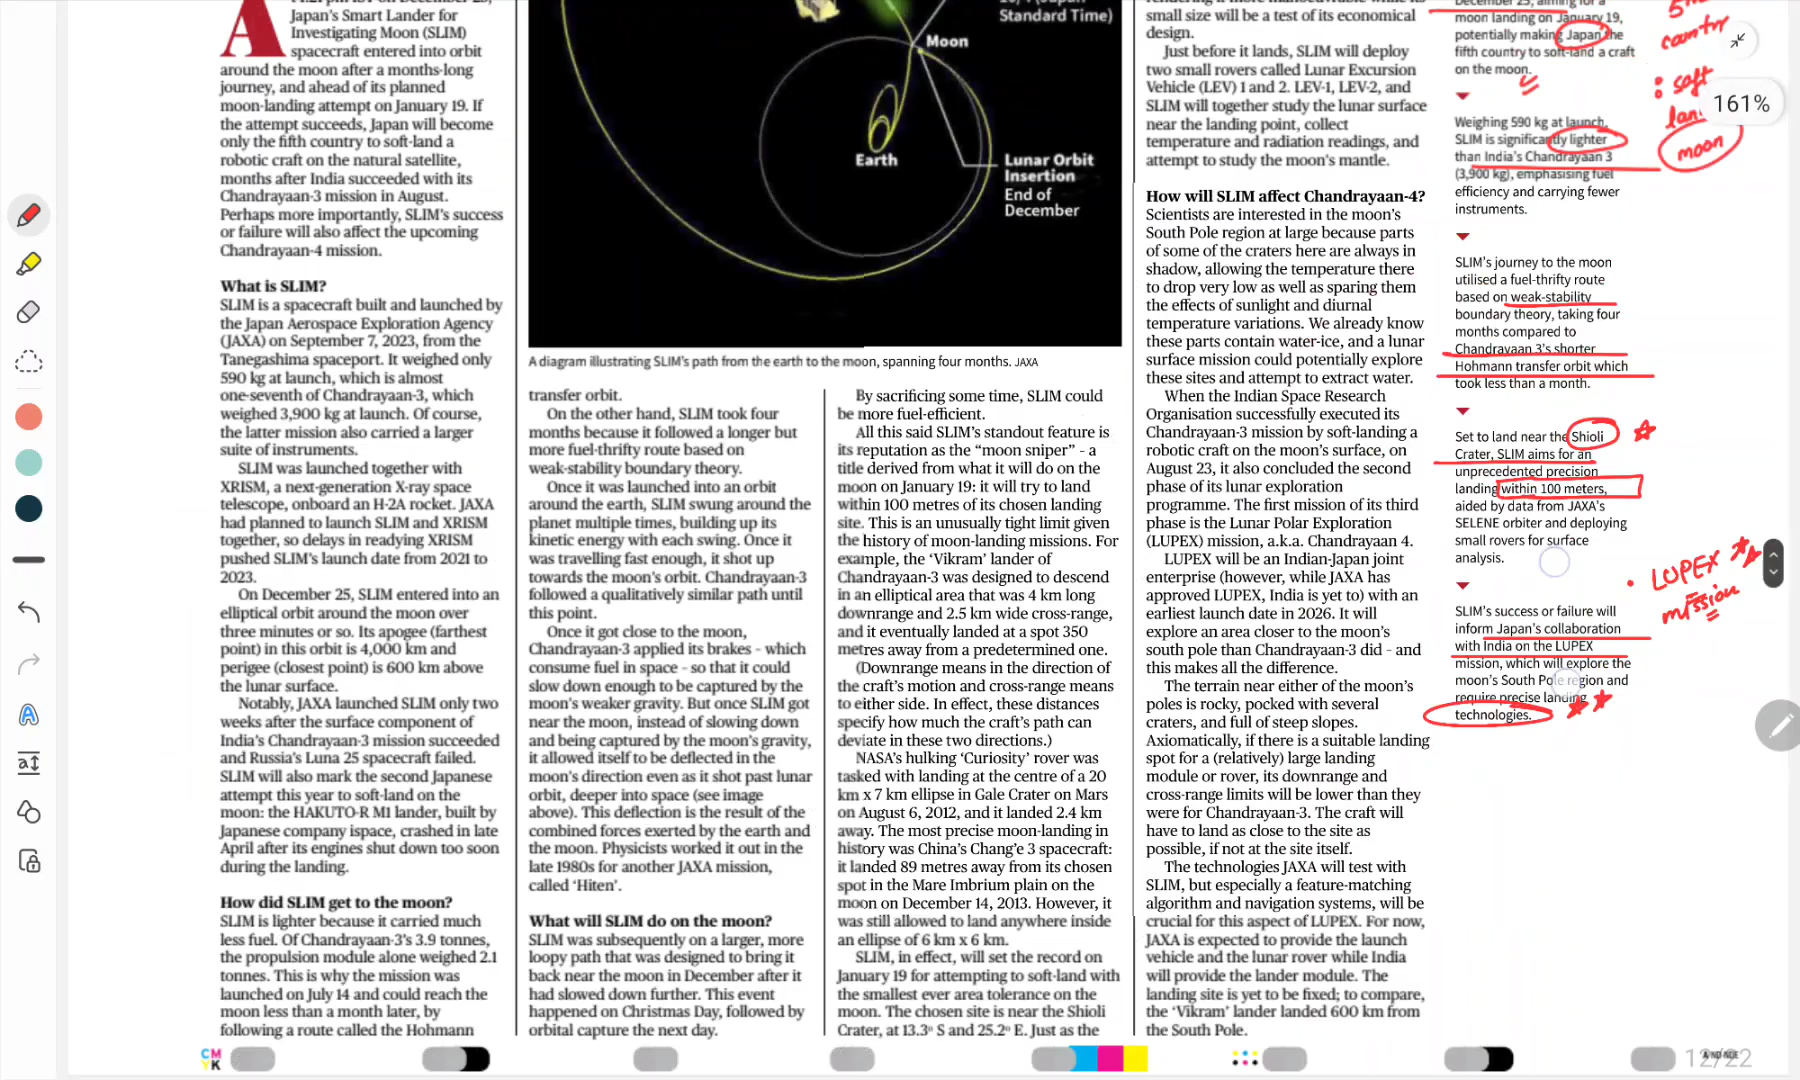 A
14:21 pm IST on December 25,
Japan's Smart Lander for
Investigating Moon (SLIM)
spacecraft entered into orbit
around the moon after a months-long
journey, and ahead of its planned
moon-landing attempt on January 19. If
the attempt succeeds, Japan will become
only the fifth country to soft-land a
robotic craft on the natural satellite,
months after India succeeded with its
Chandrayaan-3 mission in August.
Perhaps more importantly, SLIM's success
or failure will also affect the upcoming
Chandrayaan-4 mission.
What is SLIM?
SLIM is a spacecraft built and launched by
the Japan Aerospace Exploration Agency
(JAXA) on September 7, 2023, from the
Tanegashima spaceport. It weighed only
590 kg at launch, which is almost
one-seventh of Chandrayaan-3, which
weighed 3,900 kg at launch. Of course,
the latter mission also carried a larger
suite of instruments.
SLIM was launched together with
XRISM, a next-generation X-ray space
telescope, onboard an H-2A rocket. JAXA
had planned to launch SLIM and XRISM
together, so delays in readying XRISM
pushed SLIM's launch date from 2021 to
2023.
On December 25, SLIM entered into an
elliptical orbit around the moon over
three minutes or so. Its apogee (farthest
point) in this orbit is 4,000 km and
perigee (closest point) is 600 km above
the lunar surface.
Notably, JAXA launched SLIM only two
weeks after the surface component of
India's Chandrayaan-3 mission succeeded
and Russia's Luna 25 spacecraft failed.
SLIM will also mark the second Japanese
attempt this year to soft-land on the
moon: the HAKUTO-R M1 lander, built by
Japanese company ispace, crashed in late
April after its engines shut down too soon
during the landing.
How did SLIM get to the moon?
SLIM is lighter because it carried much
less fuel. Of Chandrayaan-3's 3.9 tonnes,
the propulsion module alone weighed 2.1
tonnes. This is why the mission was
launched on July 14 and could reach the
moon less than a month later, by
following a route called the Hohmann
Standard Time)
Moon
Earth
Lunar Orbit
Insertion
End of
December
A diagram illustrating SLIM's path from the earth to the moon, spanning four months. JAXA
transfer orbit.
On the other hand, SLIM took four
months because it followed a longer but
more fuel-thrifty route based on
weak-stability boundary theory.
Once it was launched into an orbit
around the earth, SLIM swung around the
planet multiple times, building up its
kinetic energy with each swing. Once it
was travelling fast enough, it shot up
towards the moon's orbit. Chandrayaan-3
followed a qualitatively similar path until
this point.
Once it got close to the moon,
Chandrayaan-3 applied its brakes - which
consume fuel in space - so that it could
slow down enough to be captured by the
moon's weaker gravity. But once SLIM got
near the moon, instead of slowing down
and being captured by the moon's gravity,
it allowed itself to be deflected in the
moon's direction even as it shot past lunar
orbit, deeper into space (see image
above). This deflection is the result of the
combined forces exerted by the earth and
the moon. Physicists worked it out in the
late 1980s for another JAXA mission,
called 'Hiten'.
What will SLIM do on the moon?
SLIM was subsequently on a larger, more
loopy path that was designed to bring it
back near the moon in December after it
had slowed down further. This event
happened on Christmas Day, followed by
orbital capture the next day.
By sacrificing some time, SLIM could
be more fuel-efficient.
All this said SLIM's standout feature is
its reputation as the "moon sniper" - a
title derived from what it will do on the
moon on January 19: it will try to land
within 100 metres of its chosen landing
site. This is an unusually tight limit given
the history of moon-landing missions. For
example, the 'Vikram' lander of
Chandrayaan-3 was designed to descend
in an elliptical area that was 4 km long
downrange and 2.5 km wide cross-range,
and it eventually landed at a spot 350
metres away from a predetermined one.
(Downrange means in the direction of
the craft's motion and cross-range means
to either side. In effect, these distances
specify how much the craft's path can
deviate in these two directions.)
NASA's hulking 'Curiosity' rover was
tasked with landing at the centre of a 20
km x 7 km ellipse in Gale Crater on Mars
on August 6, 2012, and it landed 2.4 km
away. The most precise moon-landing in
history was China's Chang'e 3 spacecraft:
it landed 89 metres away from its chosen
spot in the Mare Imbrium plain on the
moon on December 14, 2013. However, it
was still allowed to land anywhere inside
an ellipse of 6 km x 6 km.
SLIM, in effect, will set the record on
January 19 for attempting to soft-land with
the smallest ever area tolerance on the
moon. The chosen site is near the Shioli
Crater, at 13.3º S and 25.2º E. Just as the
small size will be a test of its economical
design.
Just before it lands, SLIM will deploy
two small rovers called Lunar Excursion
Vehicle (LEV) 1 and 2. LEV-1, LEV-2, and
SLIM will together study the lunar surface
near the landing point, collect
temperature and radiation readings, and
attempt to study the moon's mantle.
How will SLIM affect Chandrayaan-4?
Scientists are interested in the moon's
South Pole region at large because parts
of some of the craters here are always in
shadow, allowing the temperature there
to drop very low as well as sparing them
the effects of sunlight and diurnal
temperature variations. We already know
these parts contain water-ice, and a lunar
surface mission could potentially explore
these sites and attempt to extract water.
When the Indian Space Research
Organisation successfully executed its
Chandrayaan-3 mission by soft-landing a
robotic craft on the moon's surface, on
August 23, it also concluded the second
phase of its lunar exploration
programme. The first mission of its third
phase is the Lunar Polar Exploration
(LUPEX) mission, a.k.a. Chandrayaan 4.
LUPEX will be an Indian-Japan joint
enterprise (however, while JAXA has
approved LUPEX, India is yet to) with an
earliest launch date in 2026. It will
explore an area closer to the moon's
south pole than Chandrayaan-3 did - and
this makes all the difference.
The terrain near either of the moon's
poles is rocky, pocked with several
craters, and full of steep slopes.
Axiomatically, if there is a suitable landing
spot for a (relatively) large landing
module or rover, its downrange and
cross-range limits will be lower than they
were for Chandrayaan-3. The craft will
have to land as close to the site as
possible, if not at the site itself.
The technologies JAXA will test with
SLIM, but especially a feature-matching
algorithm and navigation systems, will be
crucial for this aspect of LUPEX. For now,
JAXA is expected to provide the launch
vehicle and the lunar rover while India
will provide the lander module. The
landing site is yet to be fixed; to compare,
the 'Vikram' lander landed 600 km from
the South Pole.
December 25, aiming for a
moon landing on January 19,
potentially making Japan the
fifth country to soft-land a craft
on the moon.
Weighing 590 kg at launch,
SLIM is significantly lighter
than India's Chandrayaan 3
(3,900 kg), emphasising fuel
efficiency and carrying fewer
instruments.
SLIM's journey to the moon
utilised a fuel-thrifty route
based on weak-stability
boundary theory, taking four
months compared to
Chandrayaan 3's shorter
Hohmann transfer orbit which
took less than a month.
Set to land near the Shioli
Crater, SLIM aims for an
unprecedented precision
landing within 100 meters,
aided by data from JAXA's
SELENE orbiter and deploying
small rovers for surface
analysis.
SLIM's success or failure will
inform Japan's collaboration
with India on the LUPEX
mission, which will explore the
moon's South Pole region and
require precise landing
technologies.
country
: soft
moon
161%
• LUPEX
mission
CM
YK
12/22